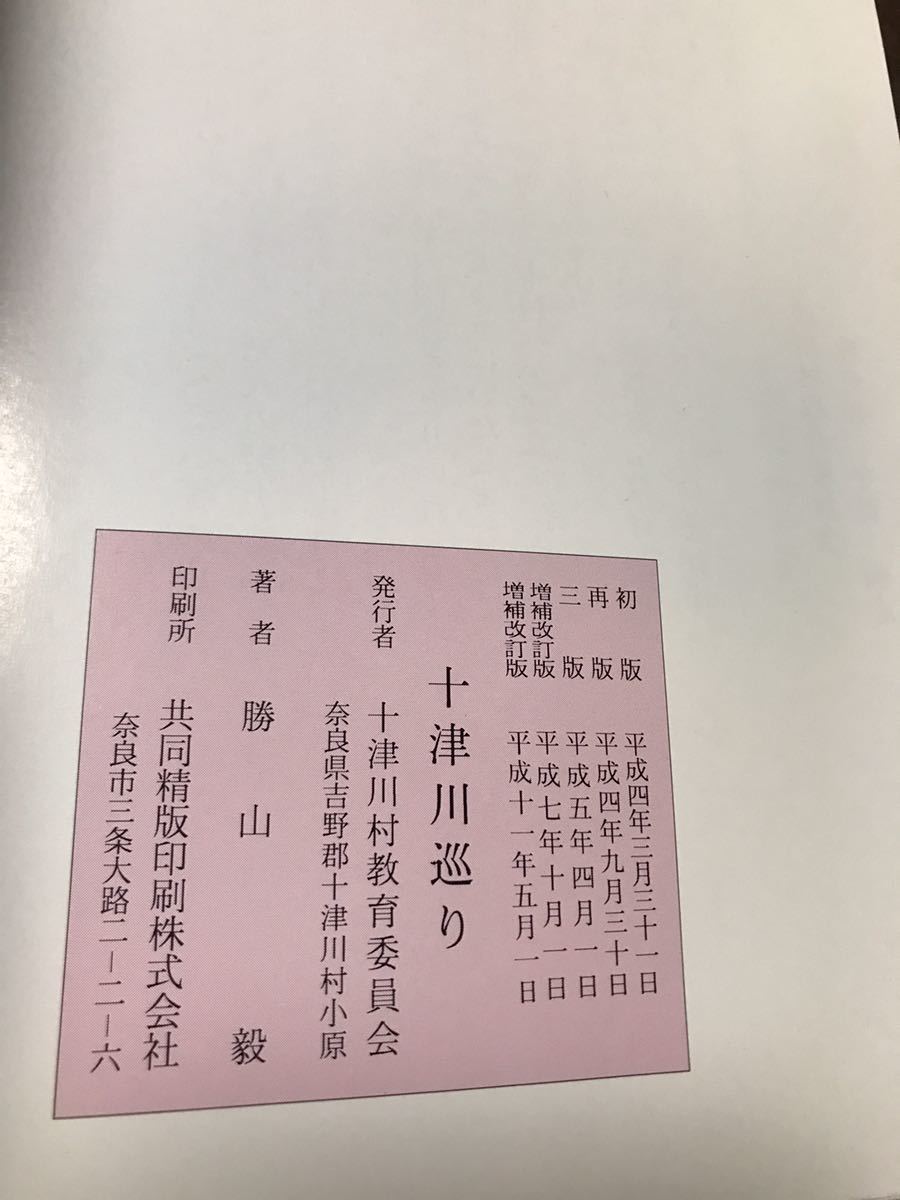 初版 平成四年三月三十一日
再版 平成四年九月三十日
三版 平成五年四月一日
増補改訂版 平成七年十月一日
増補改訂版 平成十一年五月一日
十津川巡り
発行者 十津川村教育委員会
奈良県吉野郡十津川村小原
著者 勝山毅
印刷所 共同精版印刷株式会社
奈良市三条大路二−二−六